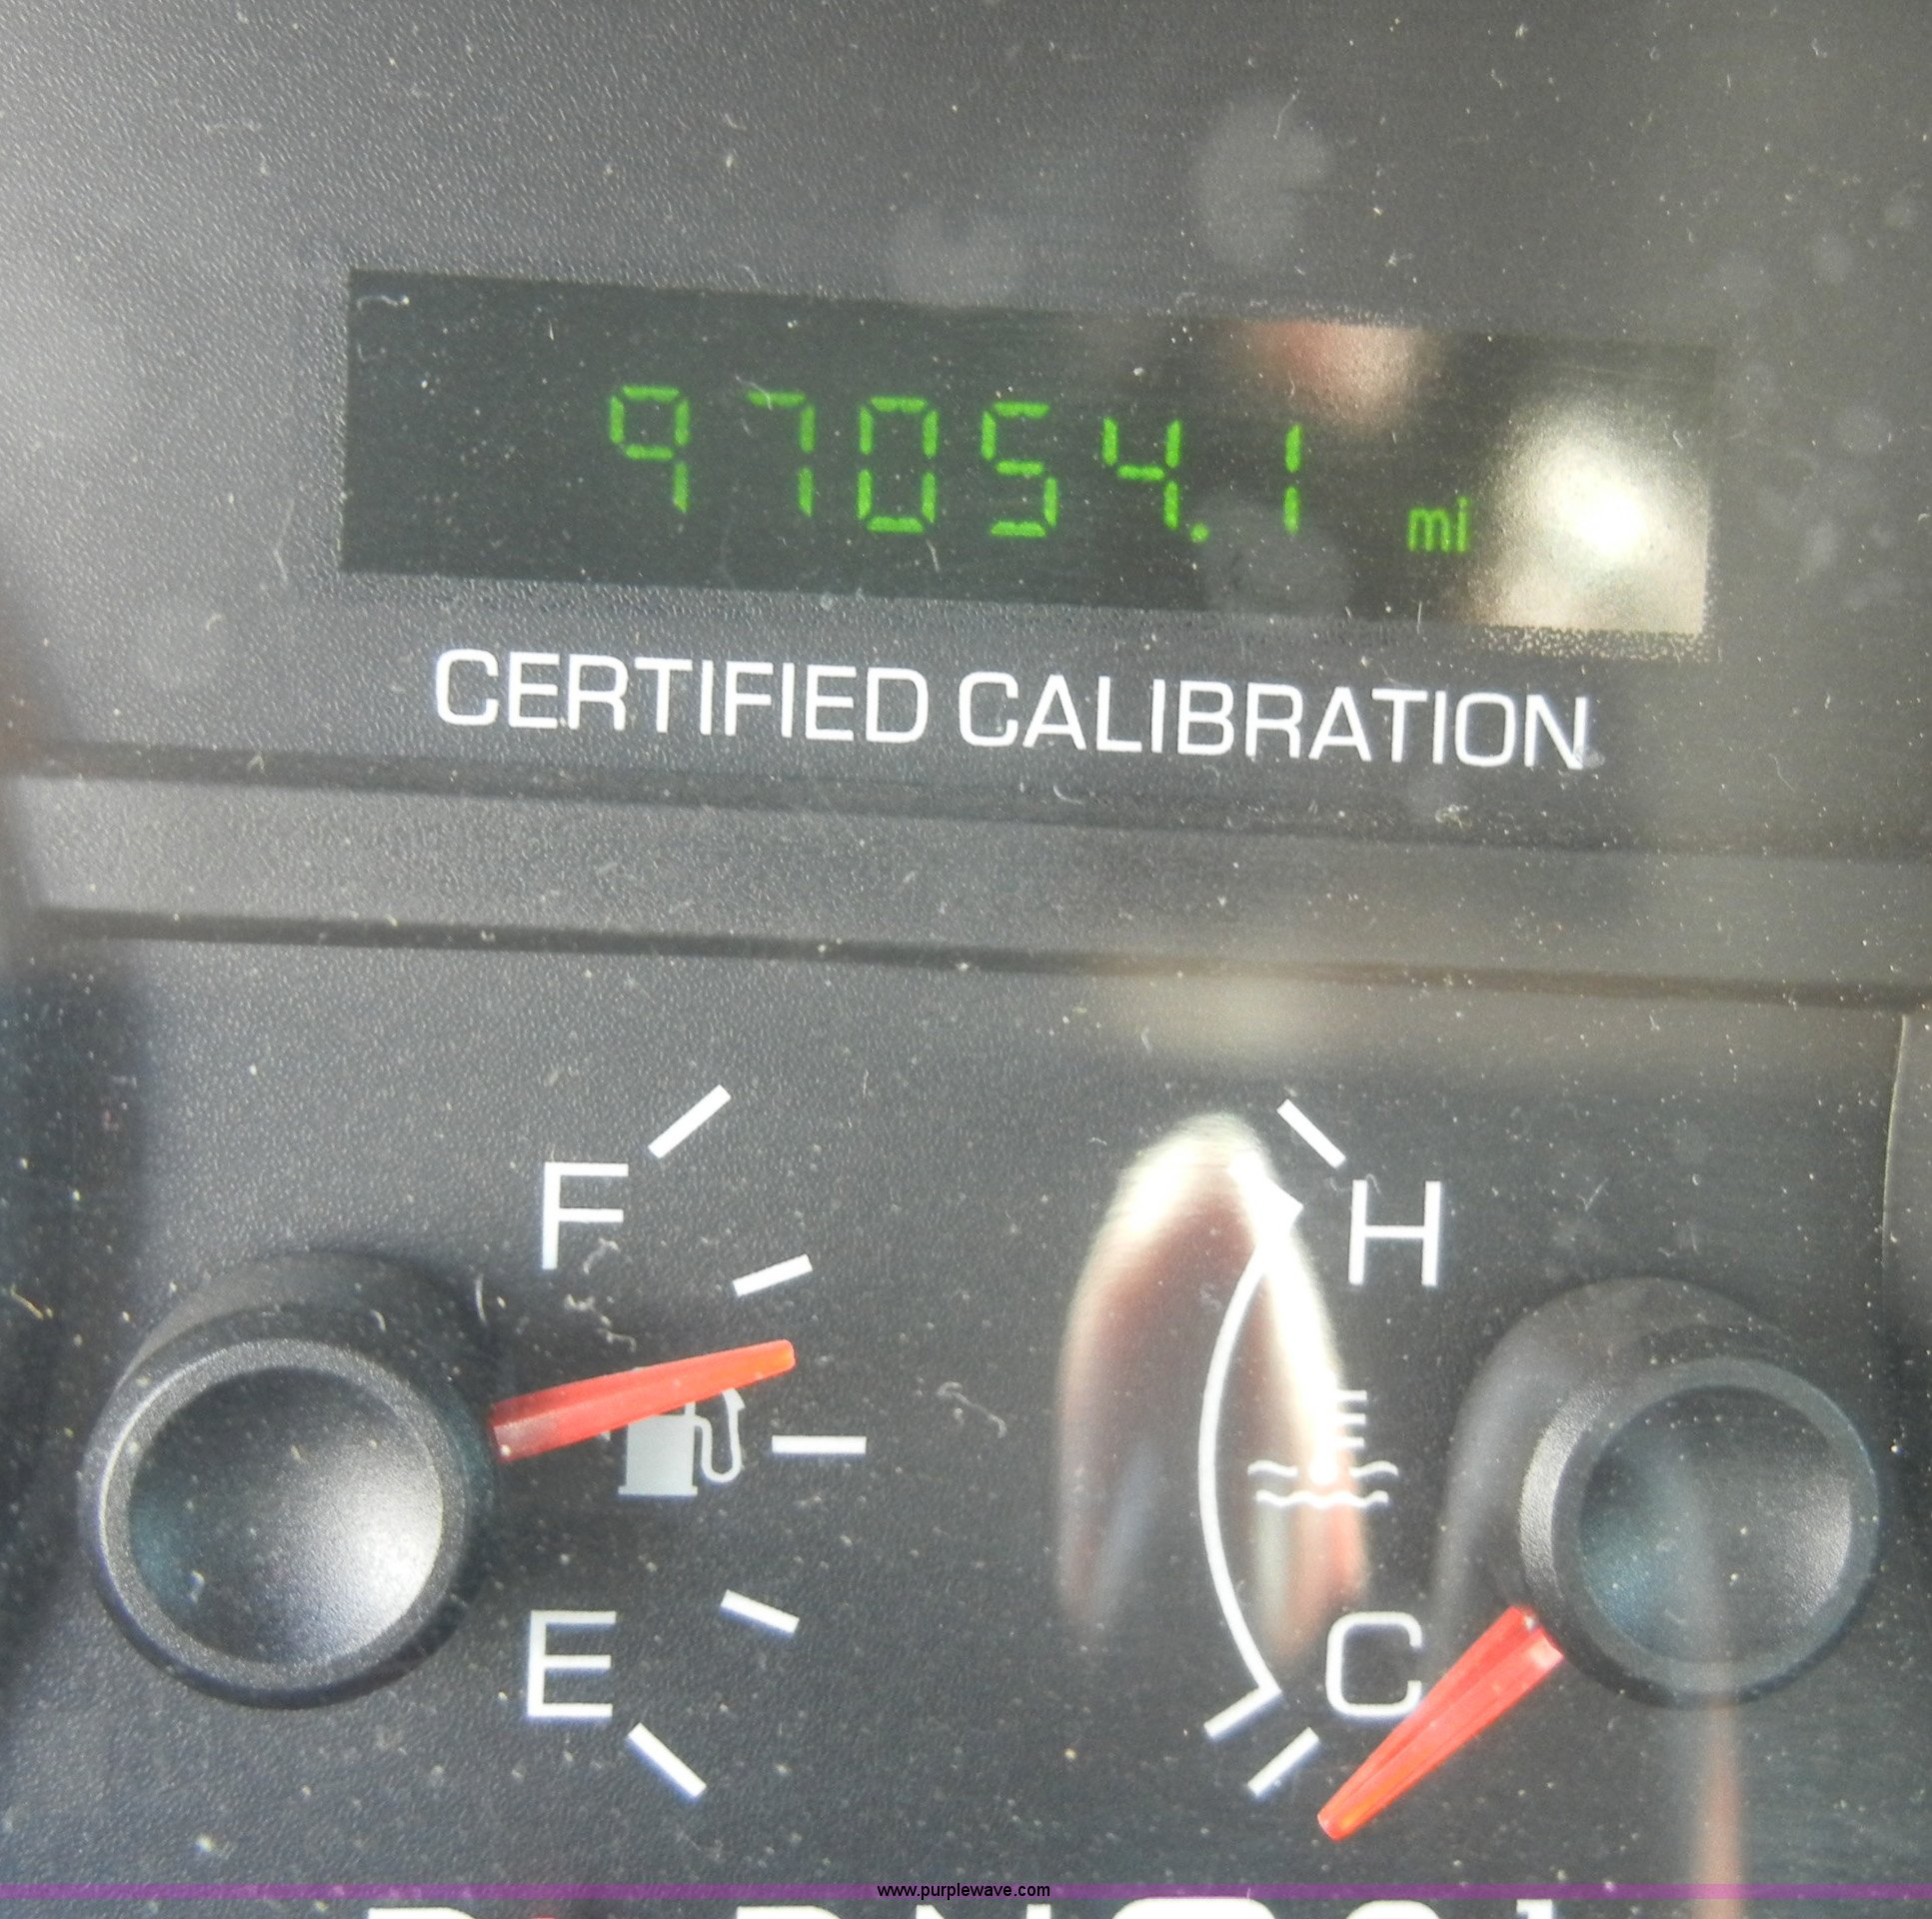 97054.1 mi
CERTIFIED CALIBRATION
F H
E C
www.purplewave.com